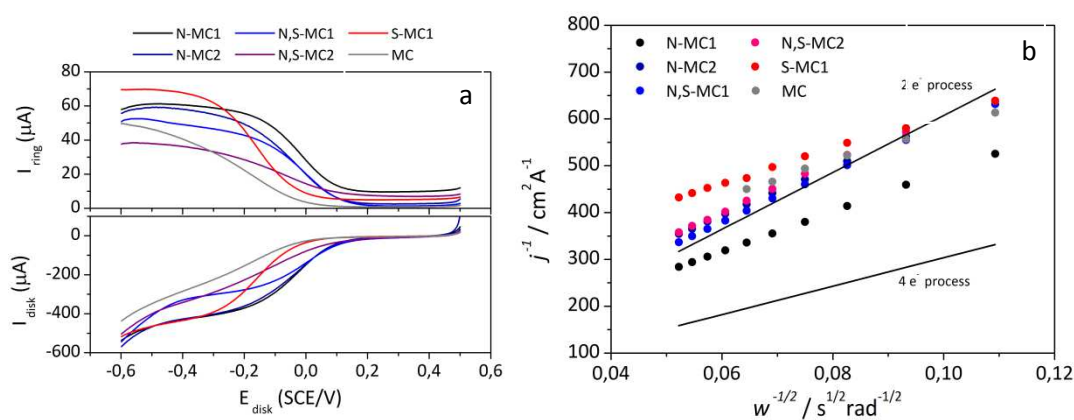 N-MC1 N,S-MC1 S-MC1
N-MC2 N,S-MC2 MC
a
80
60
40
20
0
I_ring (µA)
0
-200
-400
-600
I_disk (µA)
-0,6 -0,4 -0,2 0,0 0,2 0,4 0,6
E_disk (SCE/V)
b
N-MC1 N,S-MC2
N-MC2 S-MC1
N,S-MC1 MC
2 e⁻ process
4 e⁻ process
800
700
600
500
400
300
200
100
j⁻¹ / cm² A⁻¹
0,04 0,06 0,08 0,10 0,12
w⁻¹/² / s¹/² rad⁻¹/²